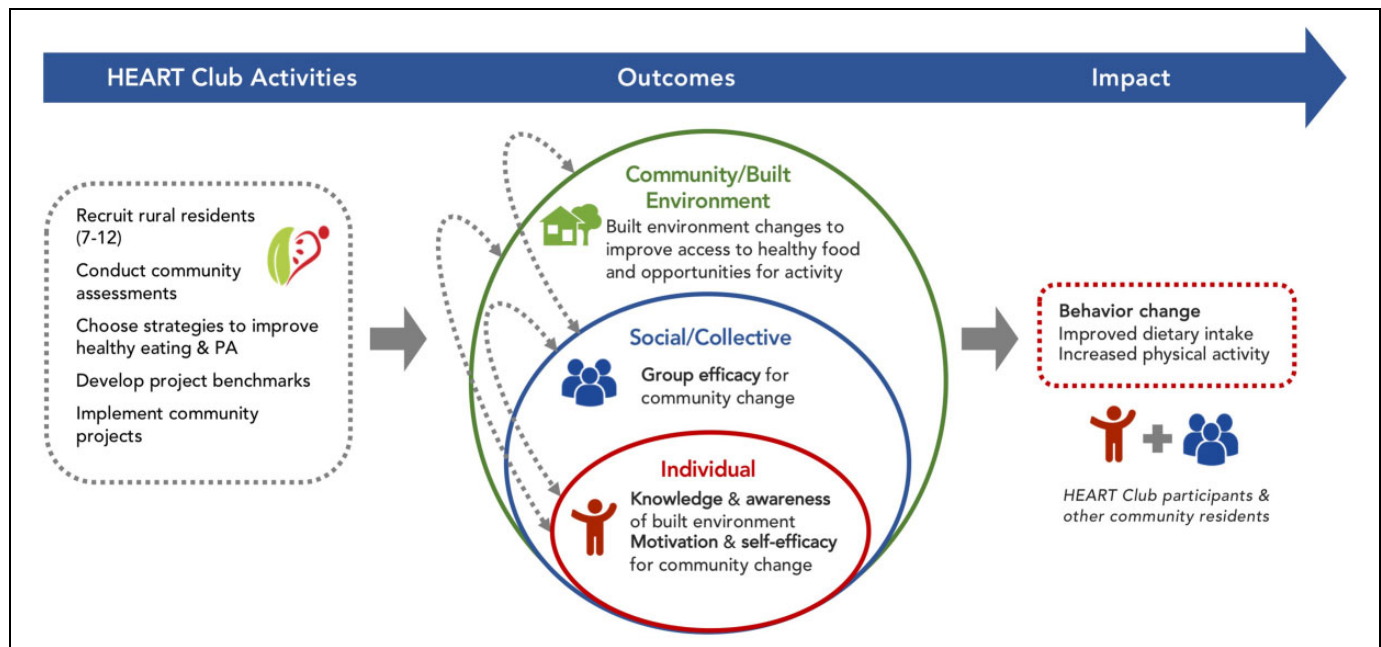 HEART Club Activities
Outcomes
Impact
Recruit rural residents
(7-12)
Conduct community
assessments
Choose strategies to improve
healthy eating & PA
Develop project benchmarks
Implement community
projects
Community/Built
Environment
Built environment changes to
improve access to healthy food
and opportunities for activity
Social/Collective
Group efficacy for
community change
Individual
Knowledge & awareness
of built environment
Motivation & self-efficacy
for community change
Behavior change
Improved dietary intake
Increased physical activity
HEART Club participants &
other community residents